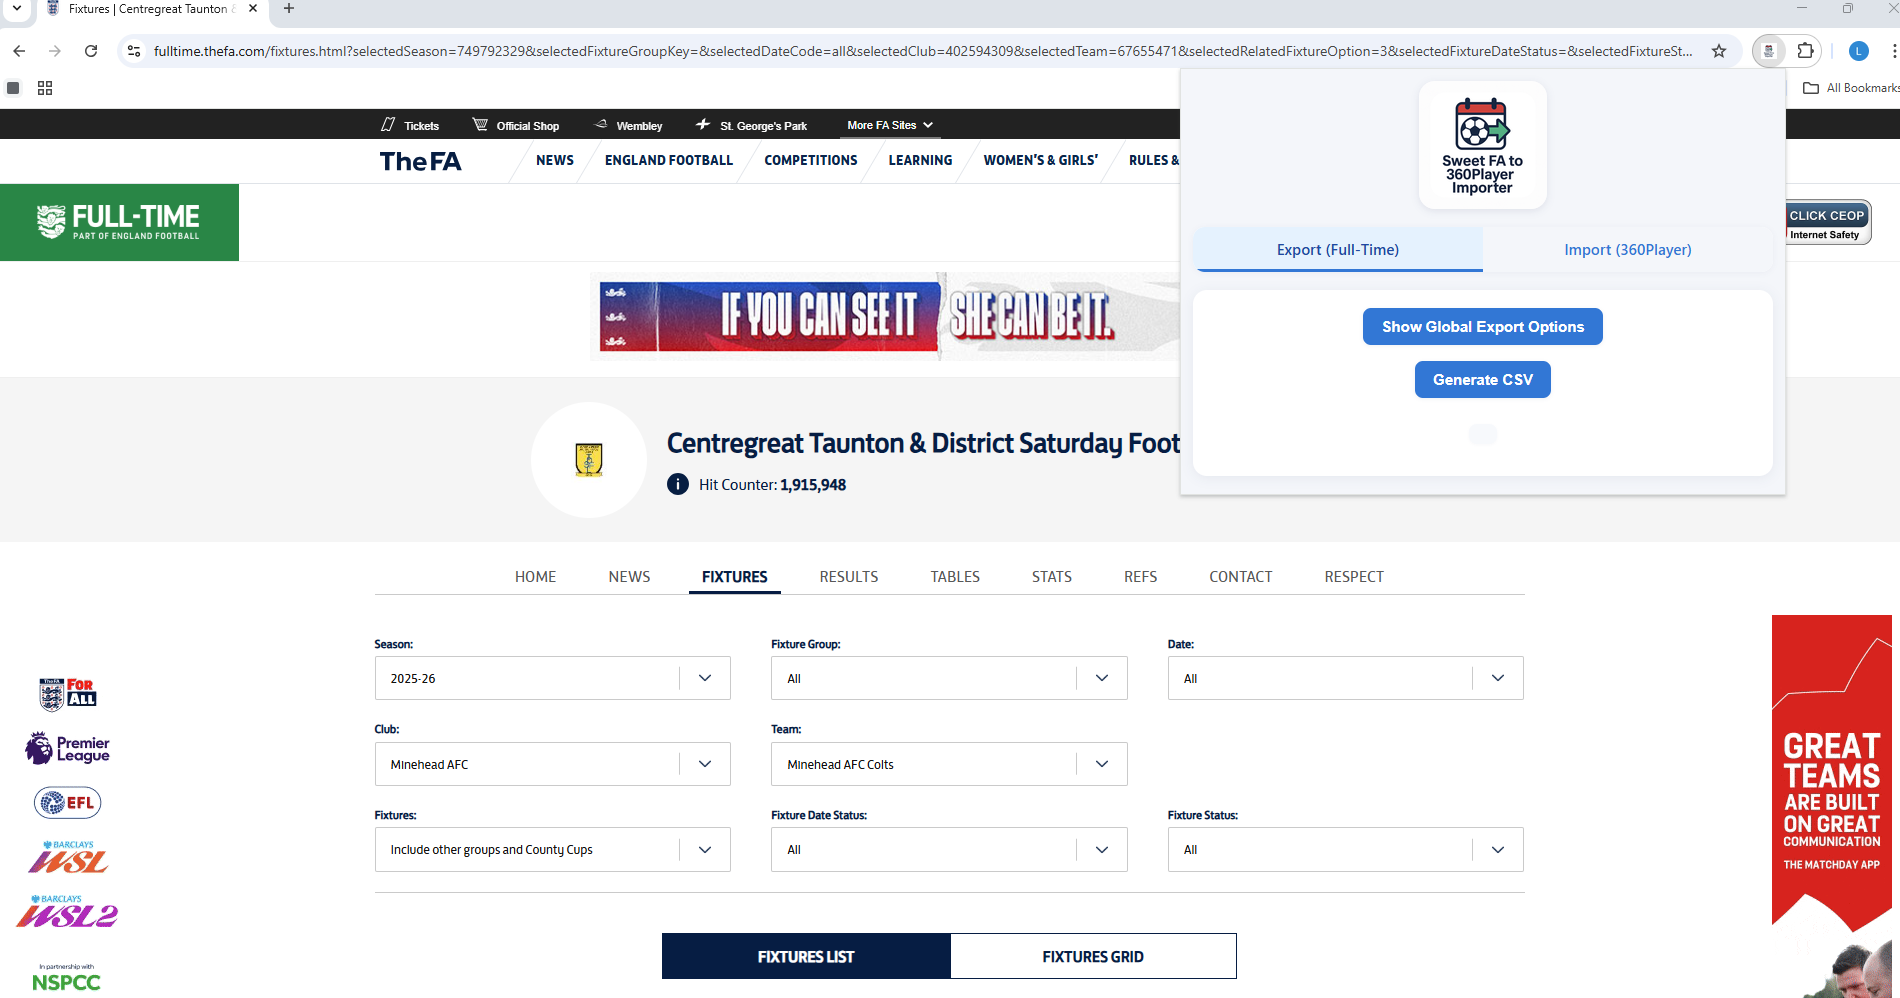 Fixtures | Centregreat Taunton &
fulltime.thefa.com/fixtures.html?selectedSeason=749792329&selectedFixtureGroupKey=&selectedDateCode=all&selectedClub=402594309&selectedTeam=67655471&selectedRelatedFixtureOption=3&selectedFixtureDateStatus=&selectedFixtureSt...
L
All Bookmarks
Tickets
Official Shop
Wembley
St. George's Park
More FA Sites
TheFA
NEWS
ENGLAND FOOTBALL
COMPETITIONS
LEARNING
WOMEN'S & GIRLS'
RULES &
Sweet FA to
360Player
Importer
Export (Full-Time)
Import (360Player)
Show Global Export Options
Generate CSV
FULL-TIME
PART OF ENGLAND FOOTBALL
CLICK CEOP
Internet Safety
IF YOU CAN SEE IT SHE CAN BE IT.
Centregreat Taunton & District Saturday Foot
Hit Counter: 1,915,948
HOME
NEWS
FIXTURES
RESULTS
TABLES
STATS
REFS
CONTACT
RESPECT
Season:
Fixture Group:
Date:
2025-26
All
All
Club:
Team:
Minehead AFC
Minehead AFC Colts
Fixtures:
Fixture Date Status:
Fixture Status:
Include other groups and County Cups
All
All
FIXTURES LIST
FIXTURES GRID
TheFA
FOR
ALL
Premier
League
EFL
BARCLAYS
WSL
BARCLAYS
WSL2
In partnership with
NSPCC
GREAT
TEAMS
ARE BUILT
ON GREAT
COMMUNICATION
THE MATCHDAY APP